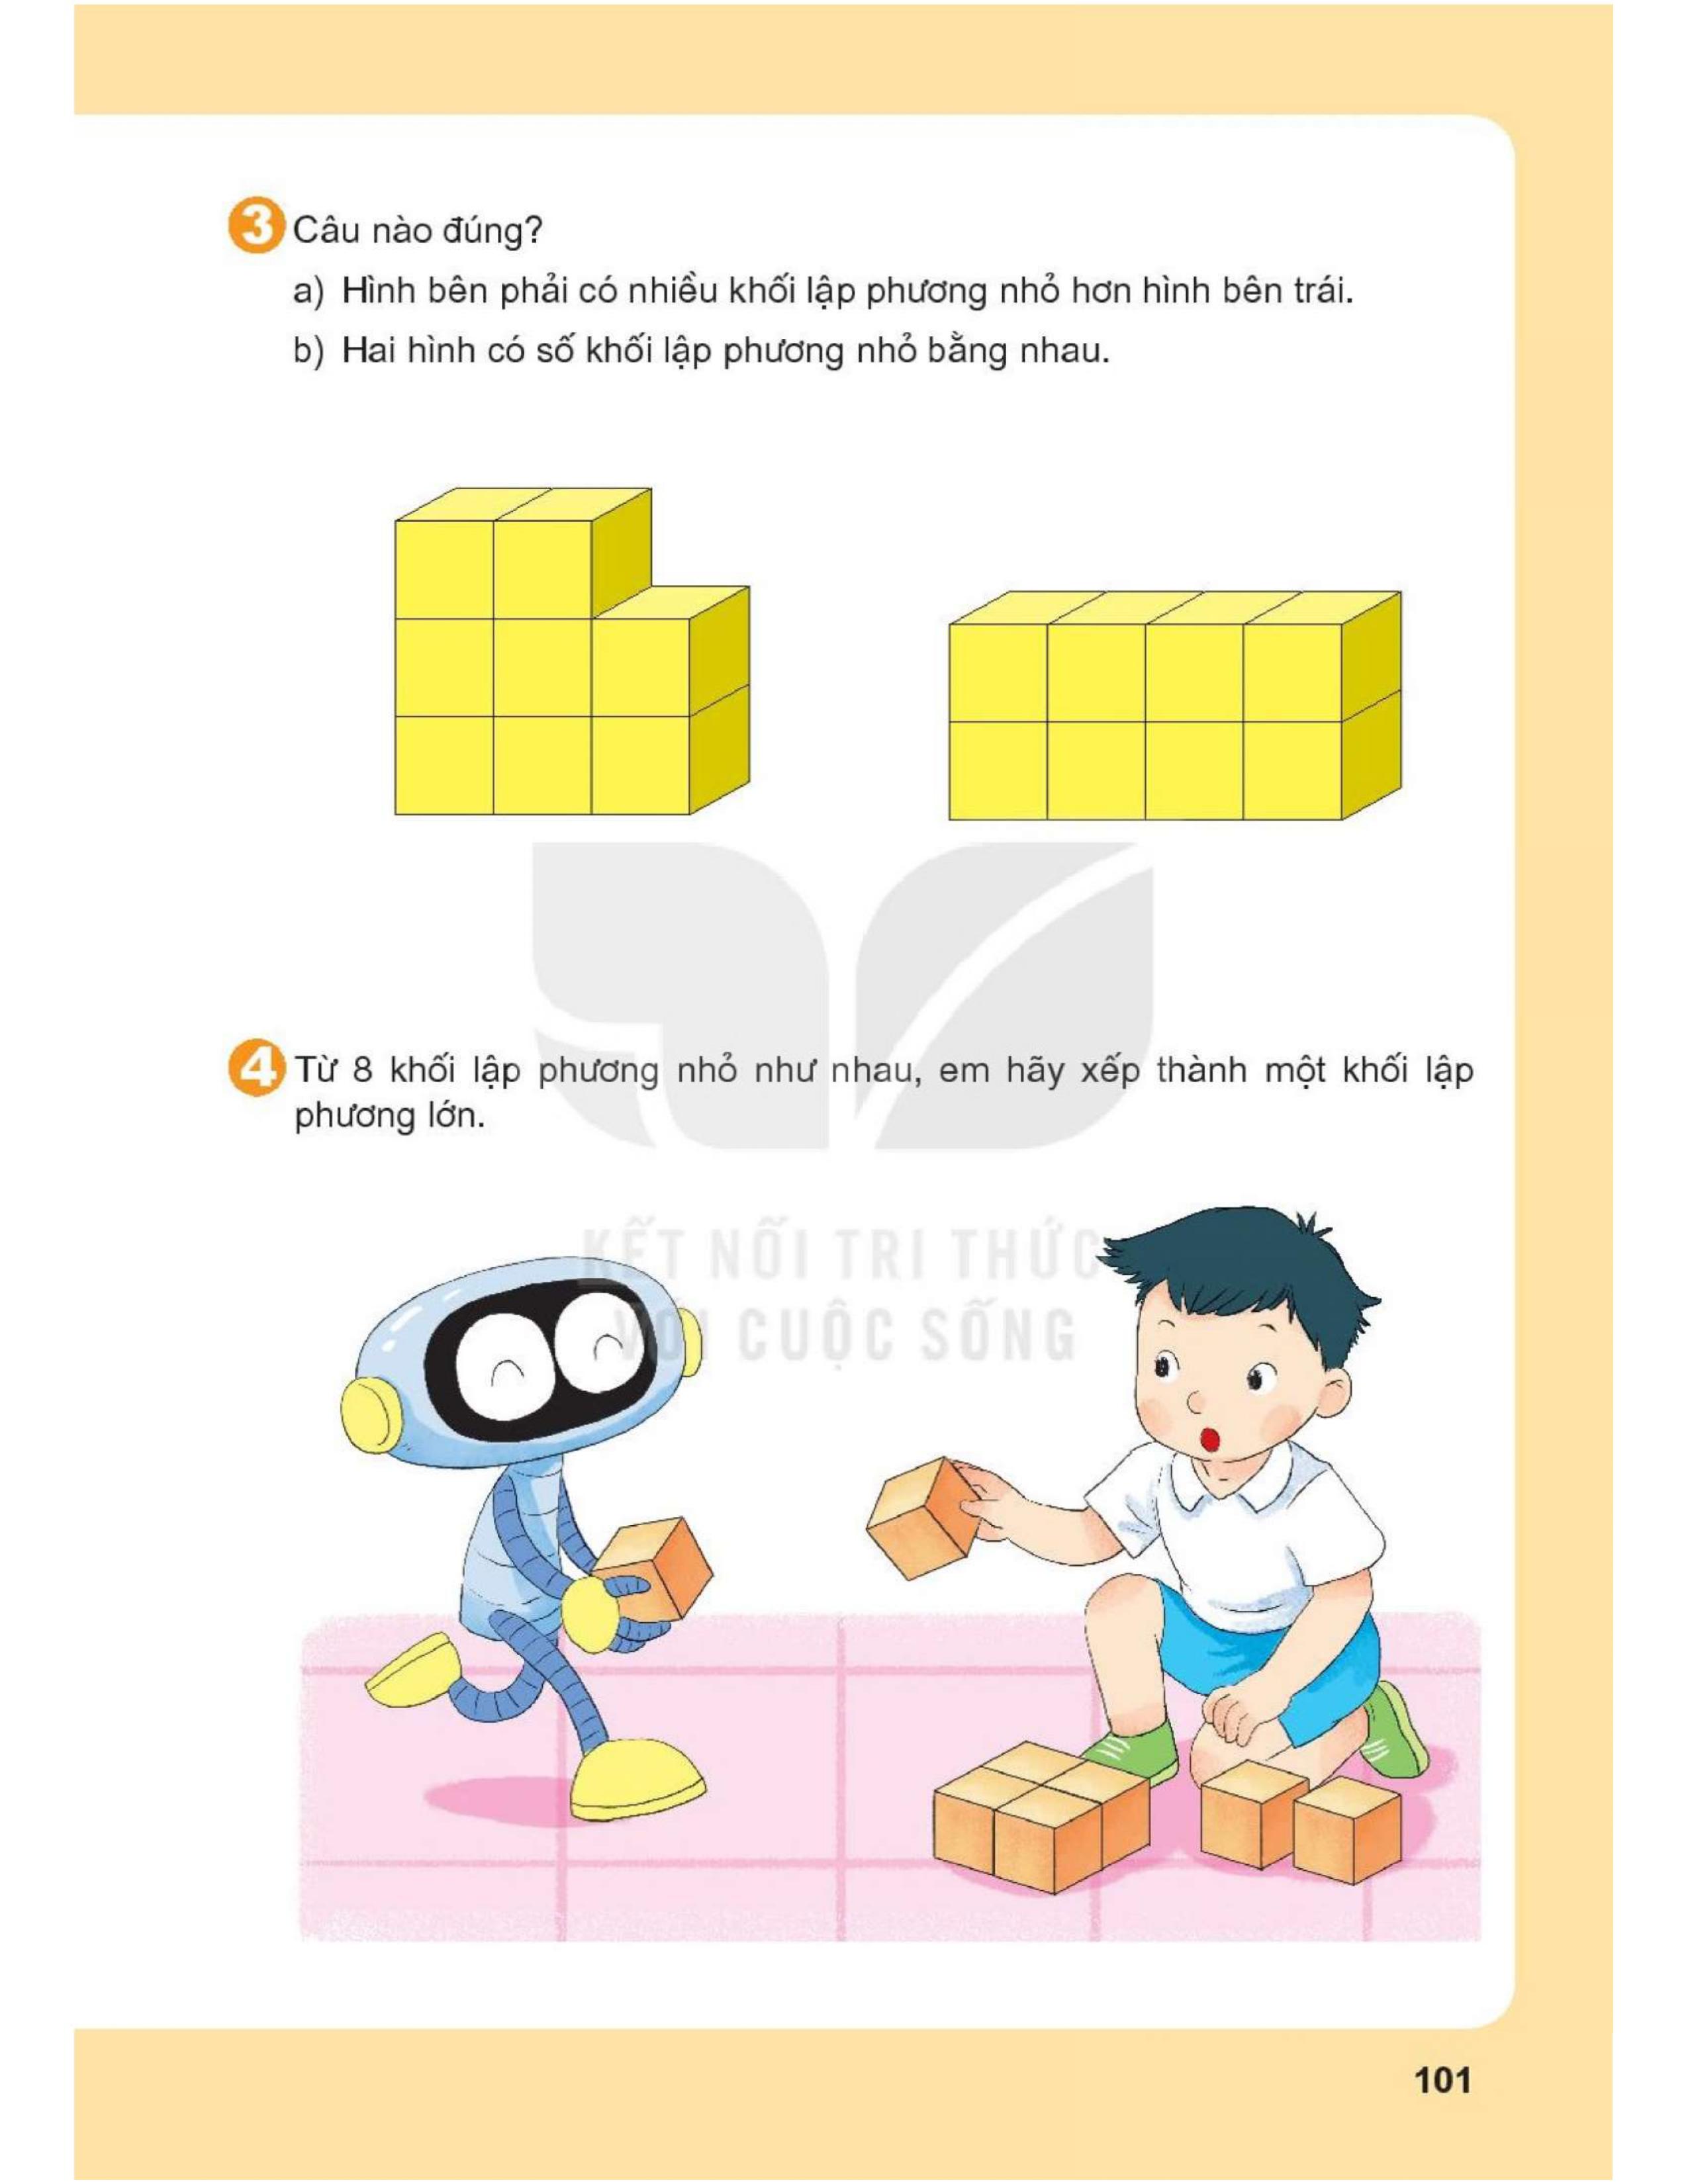 3 Câu nào đúng?
a) Hình bên phải có nhiều khối lập phương nhỏ hơn hình bên trái.
b) Hai hình có số khối lập phương nhỏ bằng nhau.
4 Từ 8 khối lập phương nhỏ như nhau, em hãy xếp thành một khối lập
phương lớn.
KẾT NỐI TRI THỨC
VỚI CUỘC SỐNG
101